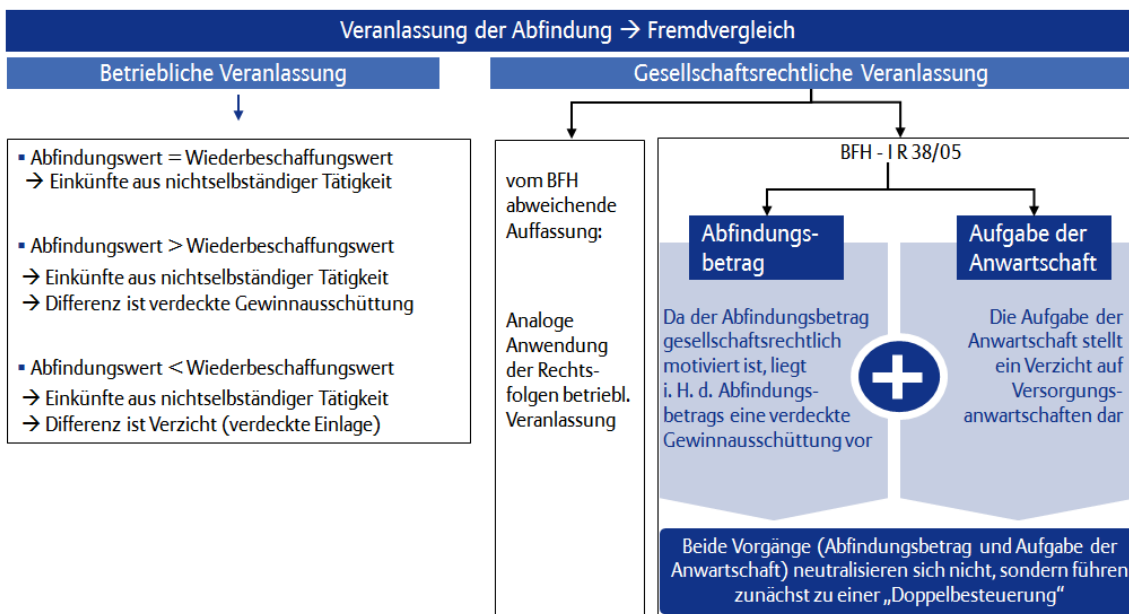 Veranlassung der Abfindung → Fremdvergleich
Betriebliche Veranlassung
▪ Abfindungswert = Wiederbeschaffungswert
→ Einkünfte aus nichtselbständiger Tätigkeit
▪ Abfindungswert > Wiederbeschaffungswert
→ Einkünfte aus nichtselbständiger Tätigkeit
→ Differenz ist verdeckte Gewinnausschüttung
▪ Abfindungswert < Wiederbeschaffungswert
→ Einkünfte aus nichtselbständiger Tätigkeit
→ Differenz ist Verzicht (verdeckte Einlage)
Gesellschaftsrechtliche Veranlassung
vom BFH
abweichende
Auffassung:
Analoge
Anwendung
der Rechts-
folgen betriebl.
Veranlassung
BFH - I R 38/05
Abfindungs-
betrag
Da der Abfindungsbetrag
gesellschaftsrechtlich
motiviert ist, liegt
i. H. d. Abfindungs-
betrags eine verdeckte
Gewinnausschüttung vor
+
Aufgabe der
Anwartschaft
Die Aufgabe der
Anwartschaft stellt
ein Verzicht auf
Versorgungs-
anwartschaften dar
Beide Vorgänge (Abfindungsbetrag und Aufgabe der
Anwartschaft) neutralisieren sich nicht, sondern führen
zunächst zu einer „Doppelbesteuerung“